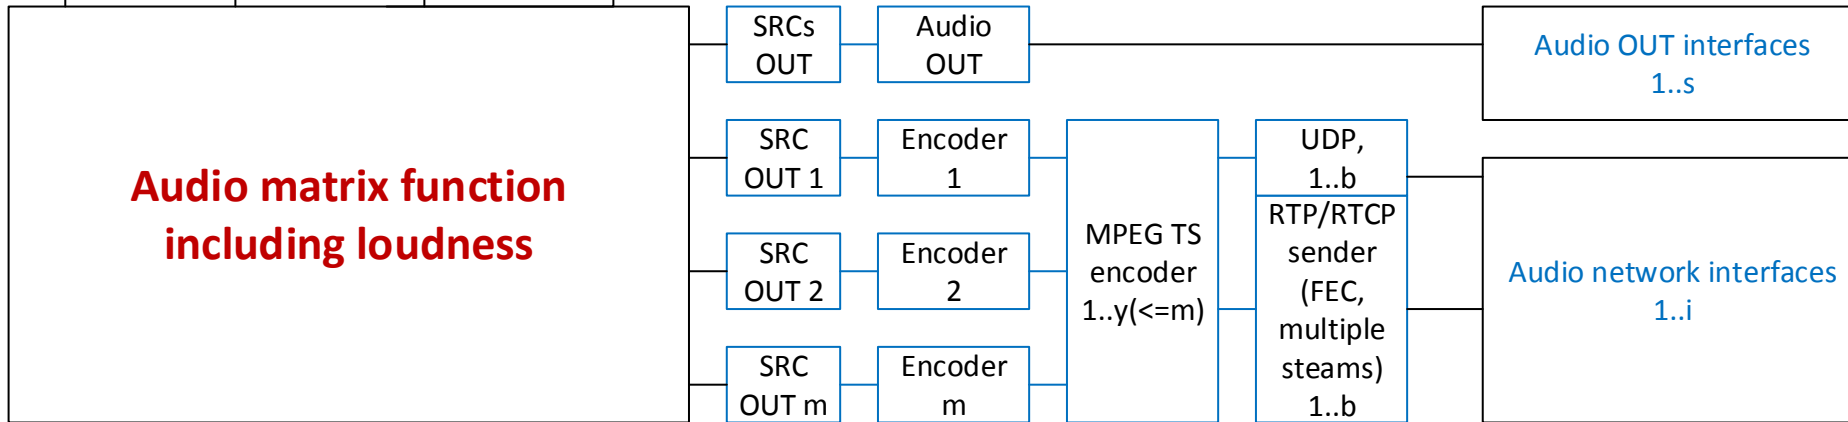 Audio matrix function
including loudness
SRCs
OUT
Audio
OUT
Audio OUT interfaces
1..s
SRC
OUT 1
Encoder
1
SRC
OUT 2
Encoder
2
SRC
OUT m
Encoder
m
MPEG TS
encoder
1..y(<=m)
UDP,
1..b
RTP/RTCP
sender
(FEC,
multiple
steams)
1..b
Audio network interfaces
1..i